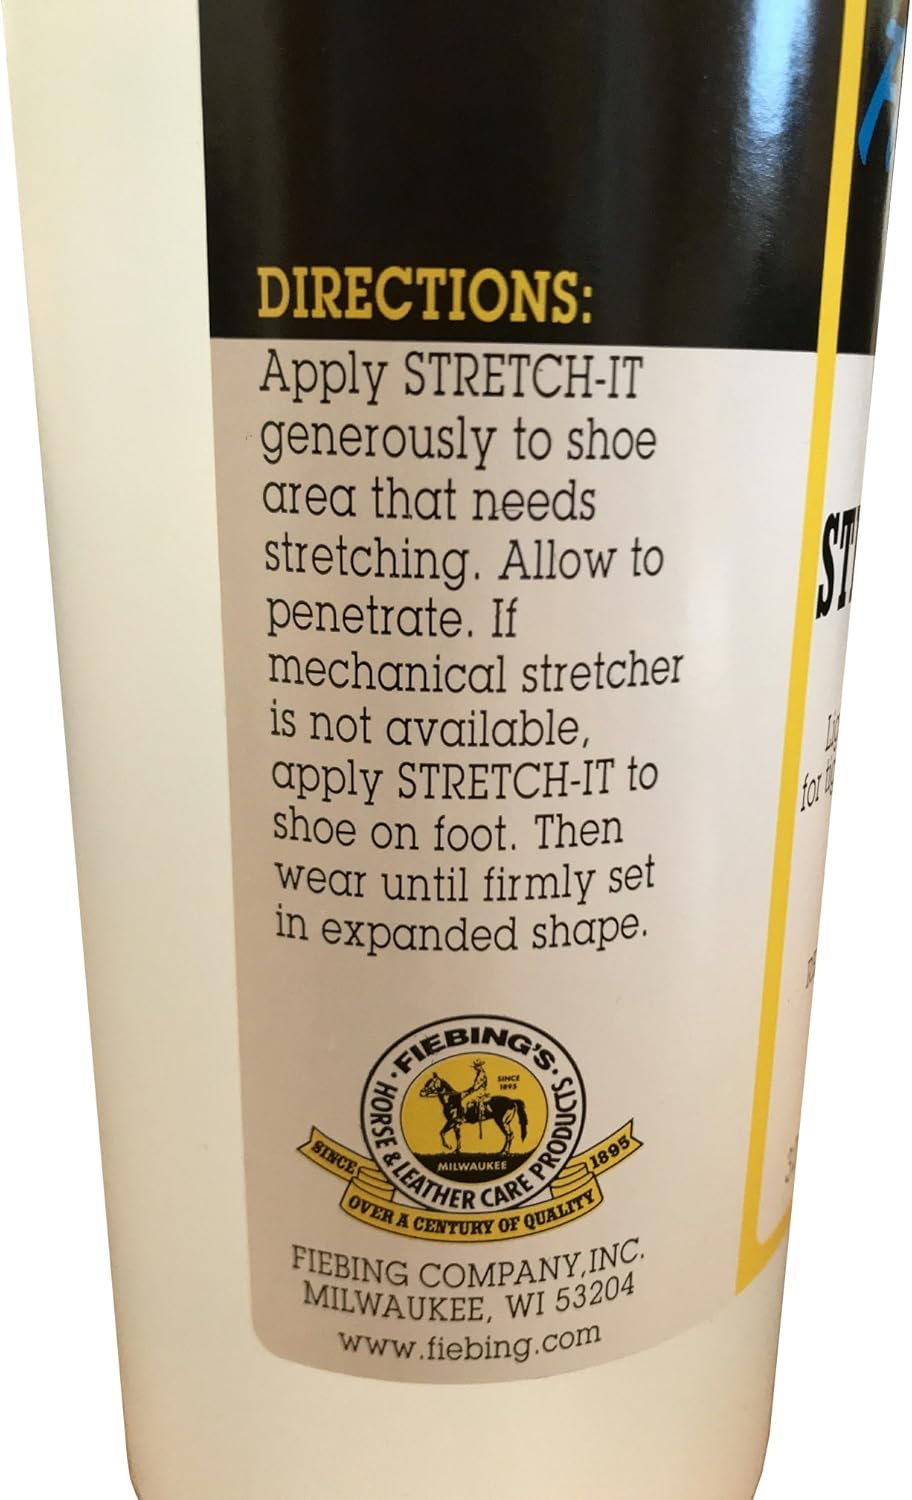 DIRECTIONS:
Apply STRETCH-IT
generously to shoe
area that needs
stretching. Allow to
penetrate. If
mechanical stretcher
is not available,
apply STRETCH-IT to
shoe on foot. Then
wear until firmly set
in expanded shape.
FIEBING'S
HORSE & LEATHER CARE PRODUCTS
SINCE
1895
MILWAUKEE
SINCE
1895
OVER A CENTURY OF QUALITY
FIEBING COMPANY, INC.
MILWAUKEE, WI 53204
www.fiebing.com
for